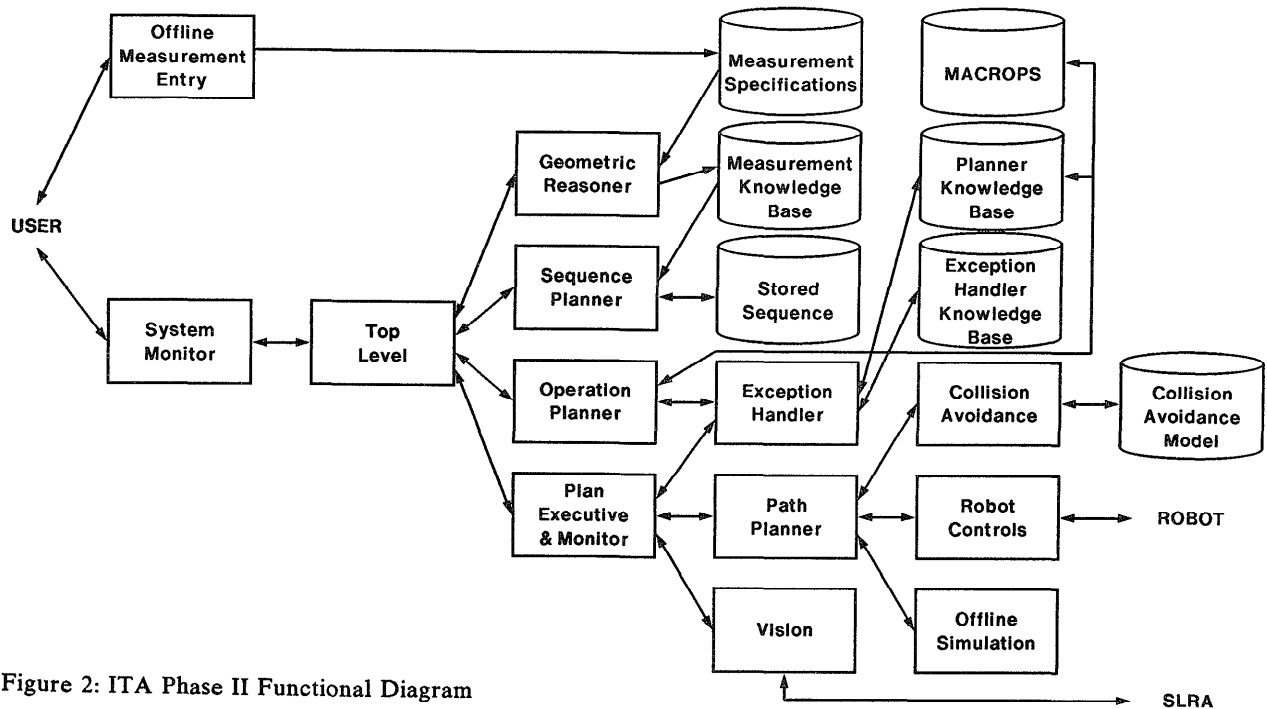 Offline
Measurement
Entry
Measurement
Specifications
MACROPS
Geometric
Reasoner
Measurement
Knowledge
Base
Planner
Knowledge
Base
USER
System
Monitor
Top
Level
Sequence
Planner
Stored
Sequence
Exception
Handler
Knowledge
Base
Operation
Planner
Exception
Handler
Collision
Avoidance
Collision
Avoidance
Model
Plan
Executive
& Monitor
Path
Planner
Robot
Controls
ROBOT
Vision
Offline
Simulation
SLRA
Figure 2: ITA Phase II Functional Diagram